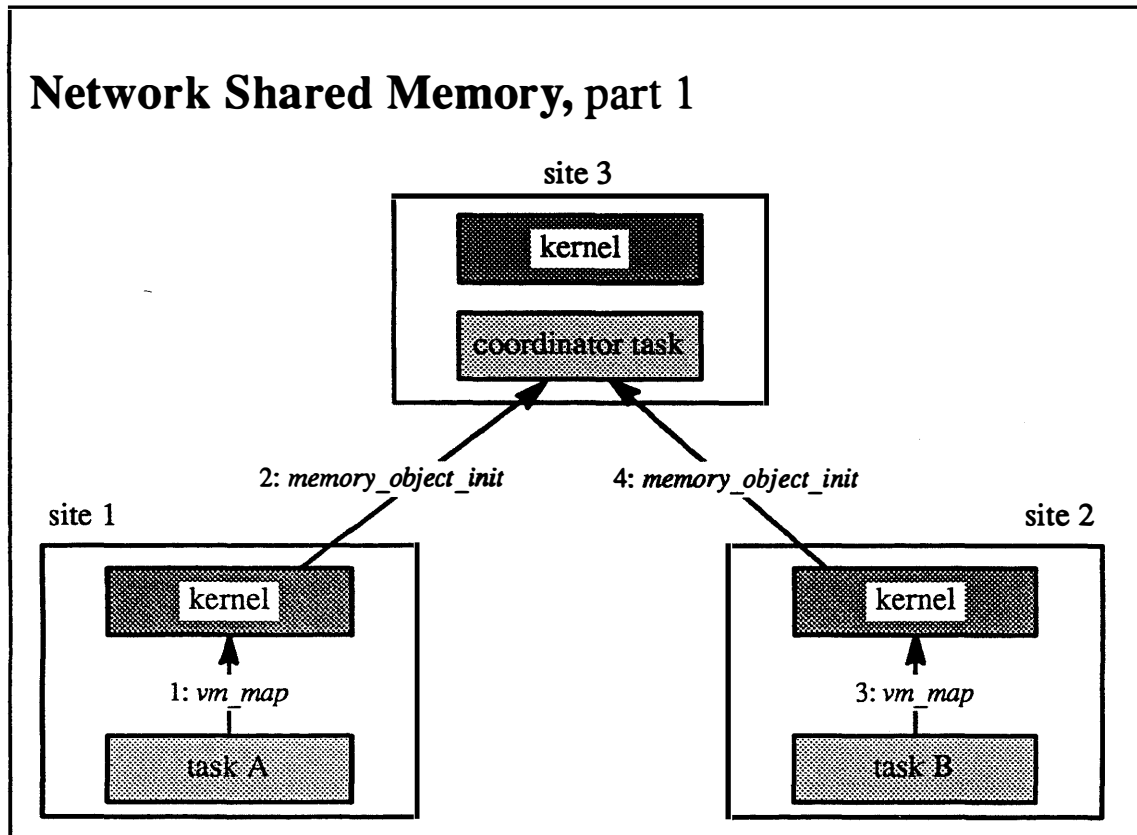 Network Shared Memory, part 1
site 3
kernel
coordinator task
2: memory_object_init
4: memory_object_init
site 1
site 2
kernel
kernel
1: vm_map
3: vm_map
task A
task B